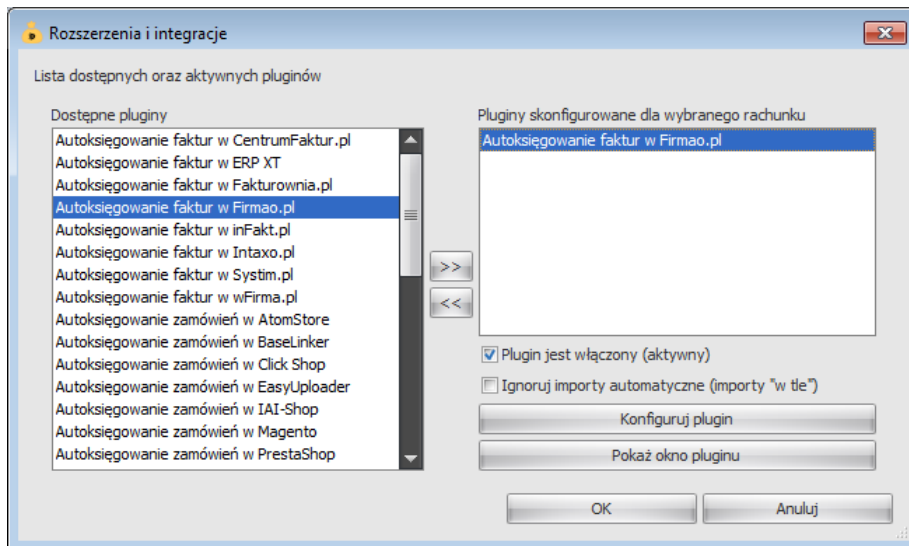 Rozszerzenia i integracje
Lista dostępnych oraz aktywnych pluginów
Dostępne pluginy
Autoksięgowanie faktur w CentrumFaktur.pl
Autoksięgowanie faktur w ERP XT
Autoksięgowanie faktur w Fakturownia.pl
Autoksięgowanie faktur w Firmao.pl
Autoksięgowanie faktur w inFakt.pl
Autoksięgowanie faktur w Intaxo.pl
Autoksięgowanie faktur w Systim.pl
Autoksięgowanie faktur w wFirma.pl
Autoksięgowanie zamówień w AtomStore
Autoksięgowanie zamówień w BaseLinker
Autoksięgowanie zamówień w Click Shop
Autoksięgowanie zamówień w EasyUploader
Autoksięgowanie zamówień w IAI-Shop
Autoksięgowanie zamówień w Magento
Autoksięgowanie zamówień w PrestaShop
>>
<<
Pluginy skonfigurowane dla wybranego rachunku
Autoksięgowanie faktur w Firmao.pl
Plugin jest włączony (aktywny)
Ignoruj importy automatyczne (importy "w tle")
Konfiguruj plugin
Pokaż okno pluginu
OK
Anuluj